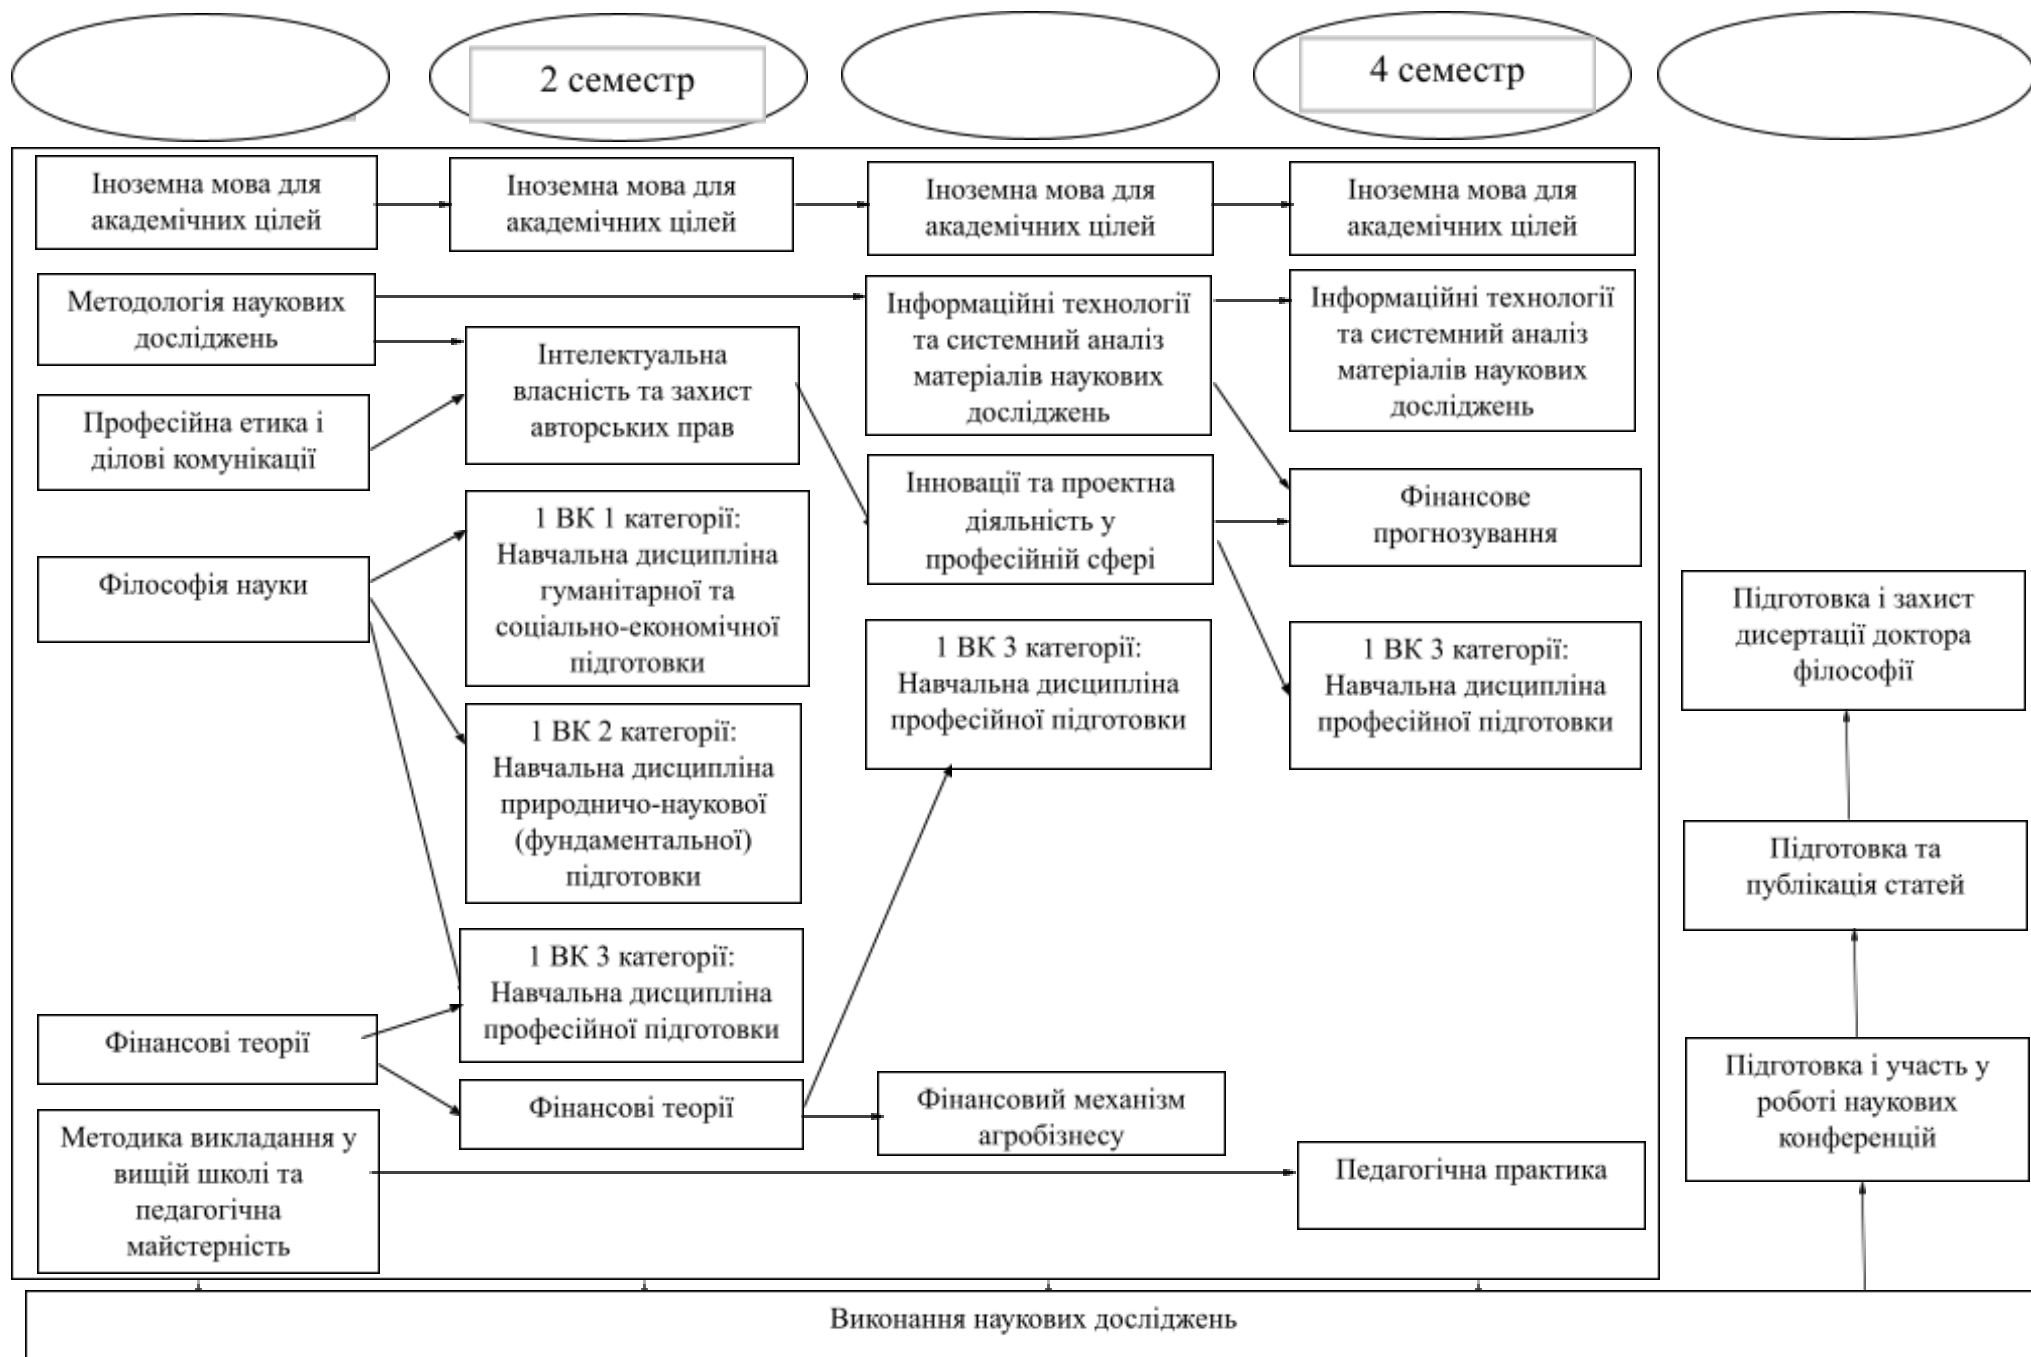 2 семестр
4 семестр
Іноземна мова для
академічних цілей
Іноземна мова для
академічних цілей
Іноземна мова для
академічних цілей
Іноземна мова для
академічних цілей
Методологія наукових
досліджень
Професійна етика і
ділові комунікації
Філософія науки
Фінансові теорії
Методика викладання у
вищій школі та
педагогічна
майстерність
Інтелектуальна
власність та захист
авторських прав
1 ВК 1 категорії:
Навчальна дисципліна
гуманітарної та
соціально-економічної
підготовки
1 ВК 2 категорії:
Навчальна дисципліна
природничо-наукової
(фундаментальної)
підготовки
1 ВК 3 категорії:
Навчальна дисципліна
професійної підготовки
Фінансові теорії
Інформаційні технології
та системний аналіз
матеріалів наукових
досліджень
Інновації та проектна
діяльність у
професійній сфері
1 ВК 3 категорії:
Навчальна дисципліна
професійної підготовки
Фінансовий механізм
агробізнесу
Інформаційні технології
та системний аналіз
матеріалів наукових
досліджень
Фінансове
прогнозування
1 ВК 3 категорії:
Навчальна дисципліна
професійної підготовки
Педагогічна практика
Підготовка і захист
дисертації доктора
філософії
Підготовка та
публікація статей
Підготовка і участь у
роботі наукових
конференцій
Виконання наукових досліджень